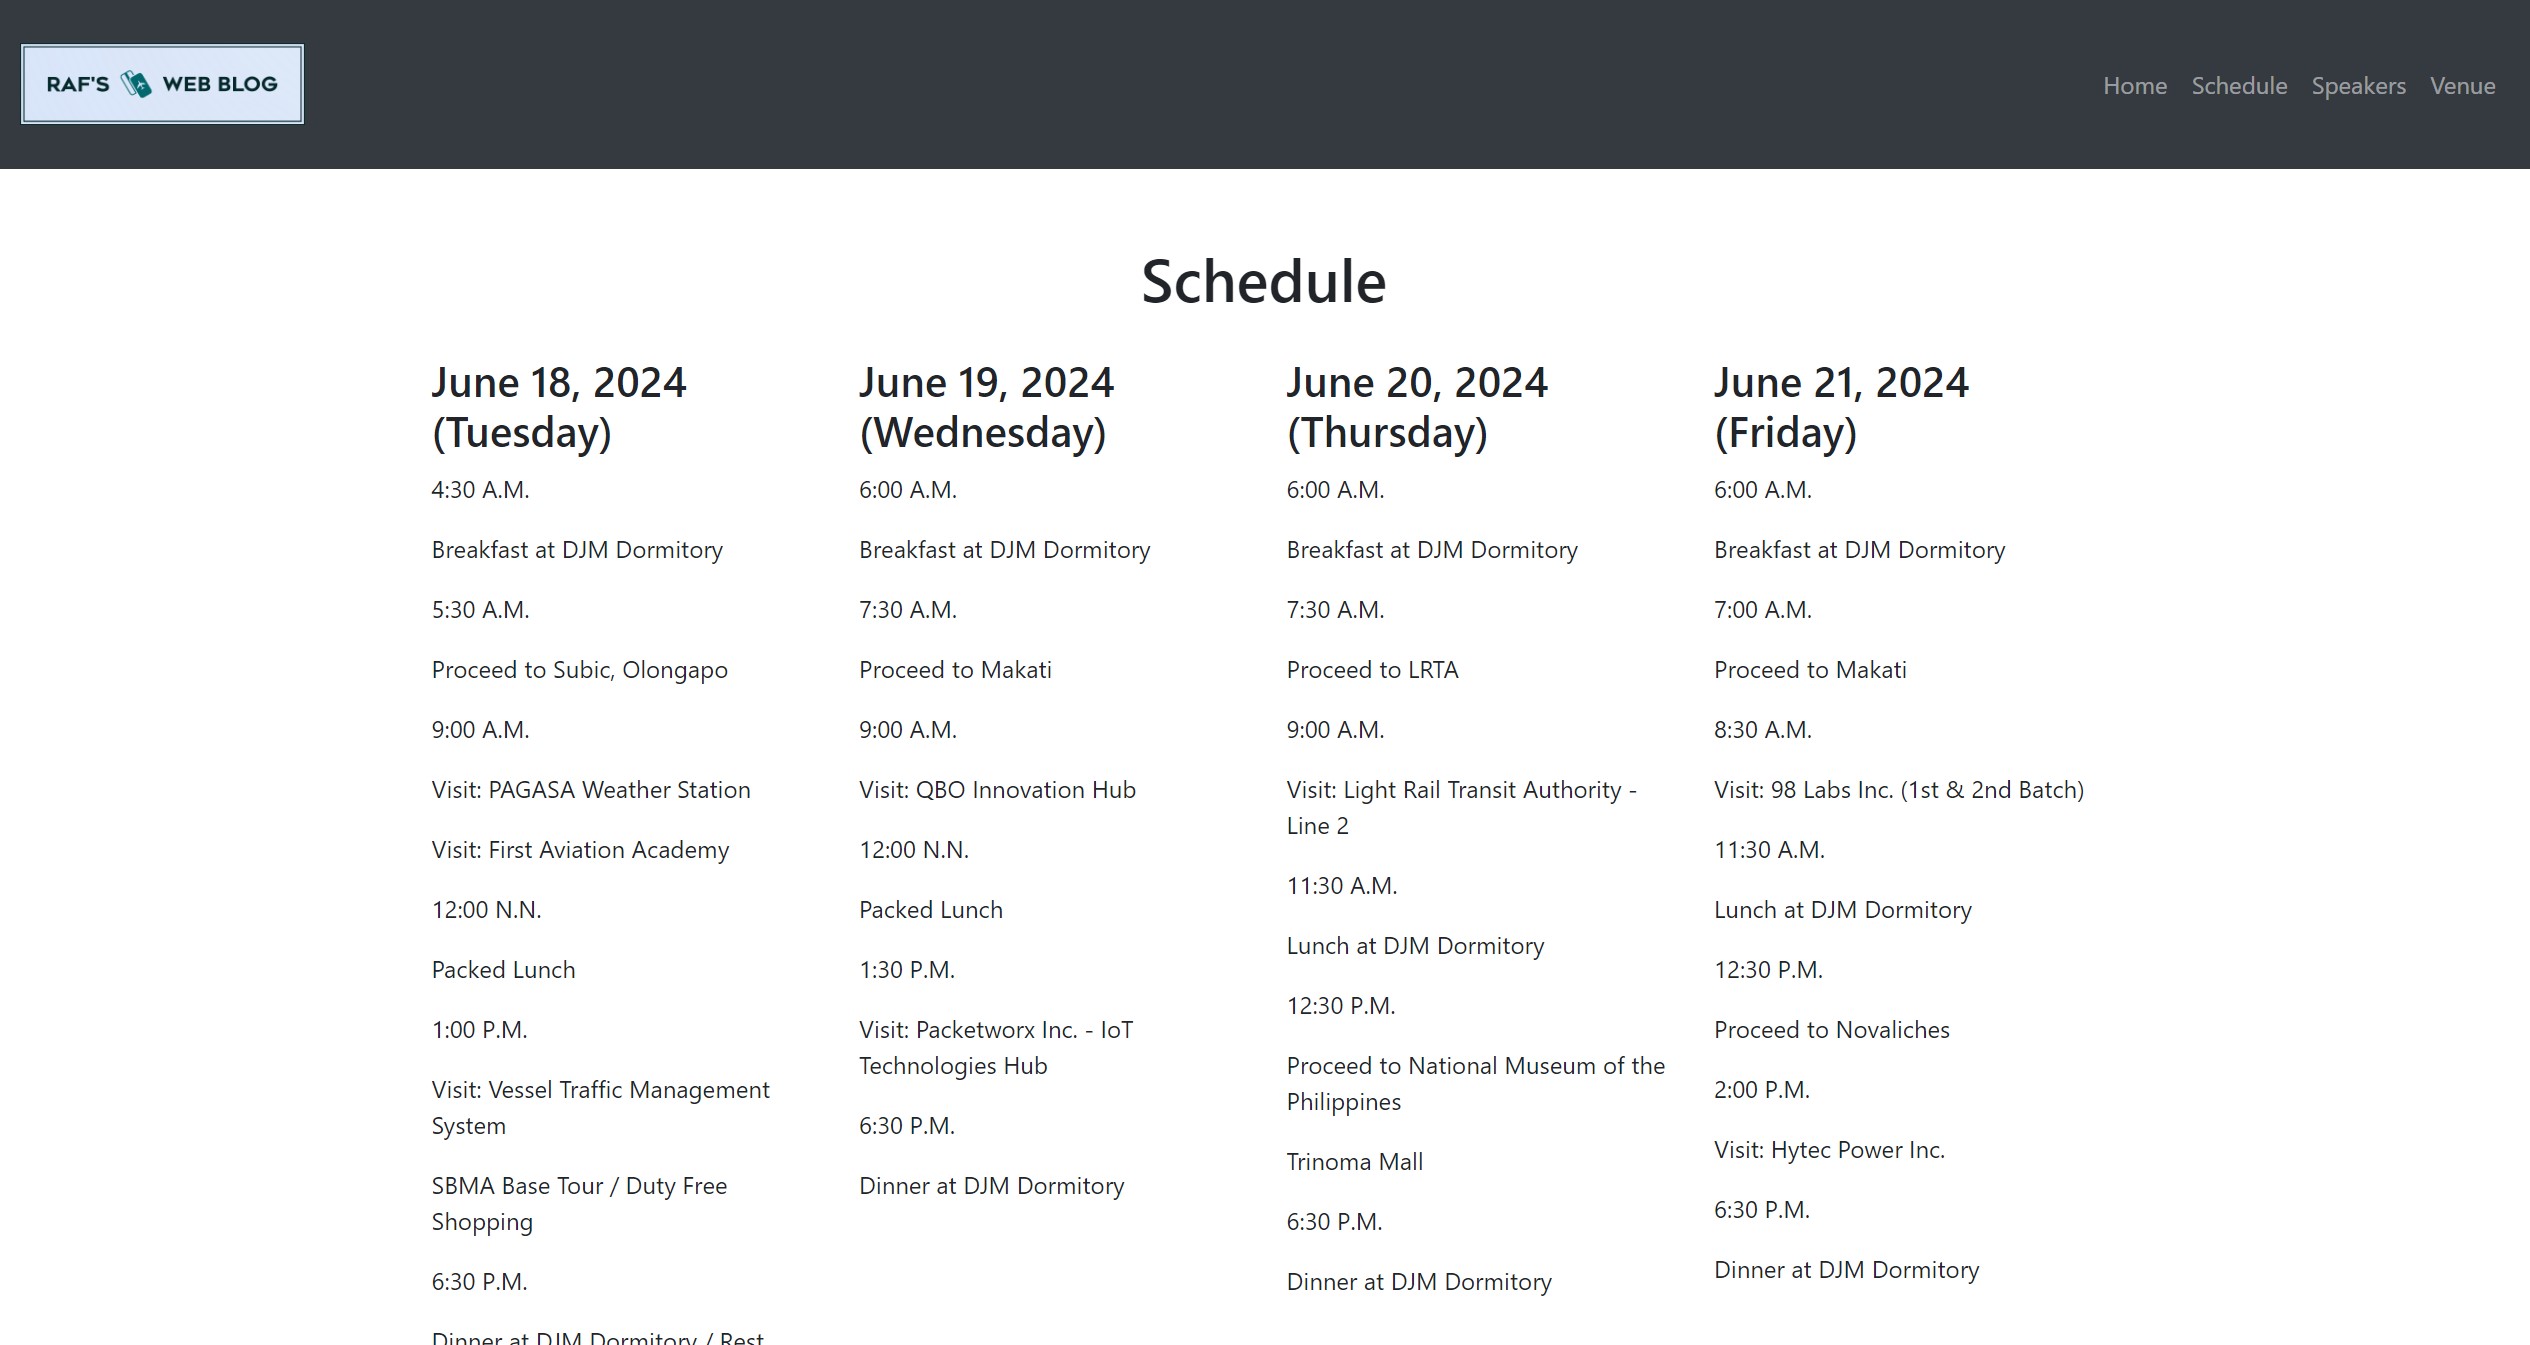 RAF'S WEB BLOG
Home Schedule Speakers Venue
Schedule
June 18, 2024
(Tuesday)
4:30 A.M.
Breakfast at DJM Dormitory
5:30 A.M.
Proceed to Subic, Olongapo
9:00 A.M.
Visit: PAGASA Weather Station
Visit: First Aviation Academy
12:00 N.N.
Packed Lunch
1:00 P.M.
Visit: Vessel Traffic Management
System
SBMA Base Tour / Duty Free
Shopping
6:30 P.M.
Dinner at DJM Dormitory / Rest
June 19, 2024
(Wednesday)
6:00 A.M.
Breakfast at DJM Dormitory
7:30 A.M.
Proceed to Makati
9:00 A.M.
Visit: QBO Innovation Hub
12:00 N.N.
Packed Lunch
1:30 P.M.
Visit: Packetworx Inc. - IoT
Technologies Hub
6:30 P.M.
Dinner at DJM Dormitory
June 20, 2024
(Thursday)
6:00 A.M.
Breakfast at DJM Dormitory
7:30 A.M.
Proceed to LRTA
9:00 A.M.
Visit: Light Rail Transit Authority -
Line 2
11:30 A.M.
Lunch at DJM Dormitory
12:30 P.M.
Proceed to National Museum of the
Philippines
Trinoma Mall
6:30 P.M.
Dinner at DJM Dormitory
June 21, 2024
(Friday)
6:00 A.M.
Breakfast at DJM Dormitory
7:00 A.M.
Proceed to Makati
8:30 A.M.
Visit: 98 Labs Inc. (1st & 2nd Batch)
11:30 A.M.
Lunch at DJM Dormitory
12:30 P.M.
Proceed to Novaliches
2:00 P.M.
Visit: Hytec Power Inc.
6:30 P.M.
Dinner at DJM Dormitory